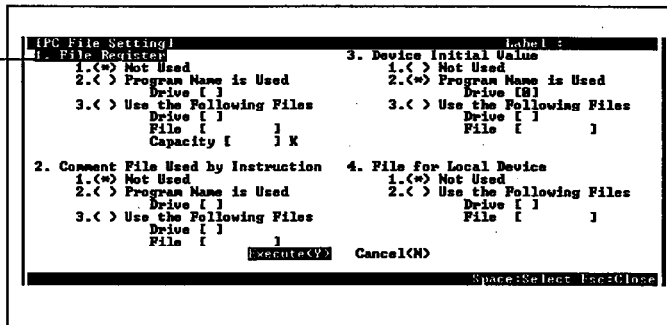 [PC File Setting] Label :
1. File Register
1.(*) Not Used
2.( ) Program Name is Used
Drive [ ]
3.( ) Use the Following Files
Drive [ ]
File [ ]
Capacity [ ] K
2. Comment File Used by Instruction
1.(*) Not Used
2.( ) Program Name is Used
Drive [ ]
3.( ) Use the Following Files
Drive [ ]
File [ ]
3. Device Initial Value
1.( ) Not Used
2.(*) Program Name is Used
Drive [0]
3.( ) Use the Following Files
Drive [ ]
File [ ]
4. File for Local Device
1.(*) Not Used
2.( ) Use the Following Files
Drive [ ]
File [ ]
Execute(Y) Cancel(N)
Space:Select Esc:Close